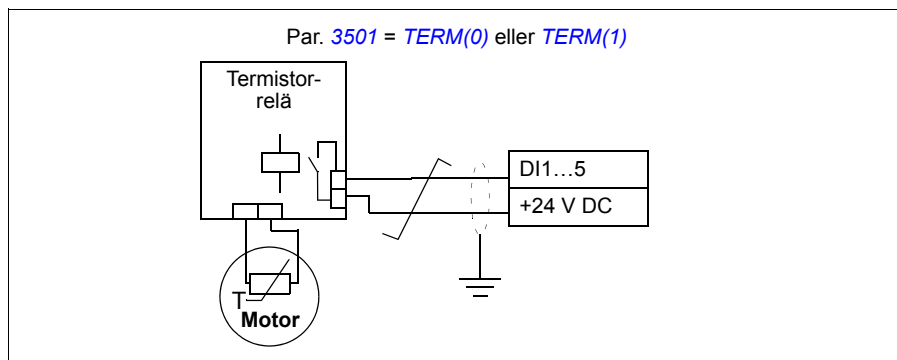 Par. 3501 = TERM(0) eller TERM(1)
Termistor-
relä
DI1…5
+24 V DC
T
Motor